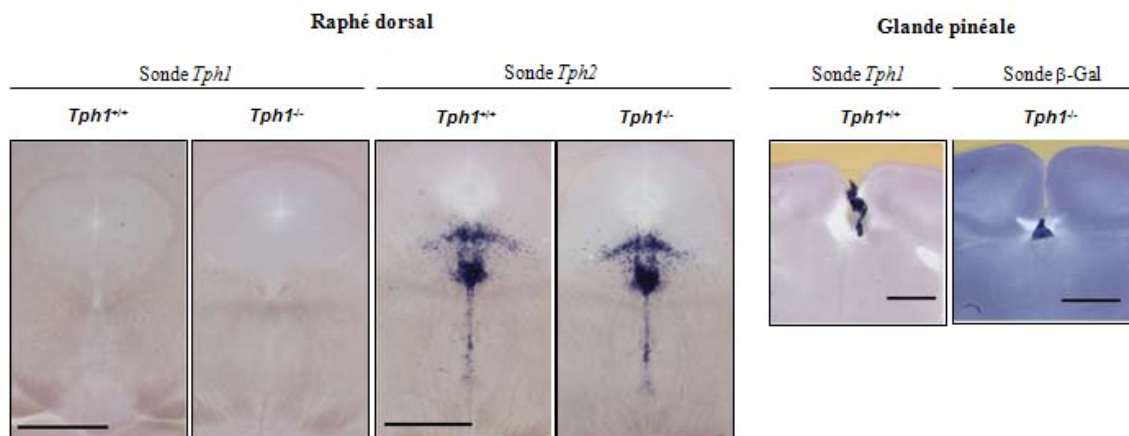 Raphé dorsal
Glande pinéale
Sonde Tph1
Sonde Tph2
Sonde Tph1
Sonde β-Gal
Tph1+/+
Tph1-/-
Tph1+/+
Tph1-/-
Tph1+/+
Tph1-/-